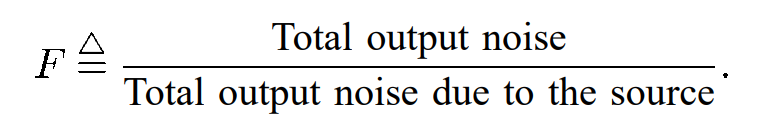 F ≜ Total output noise / Total output noise due to the source.